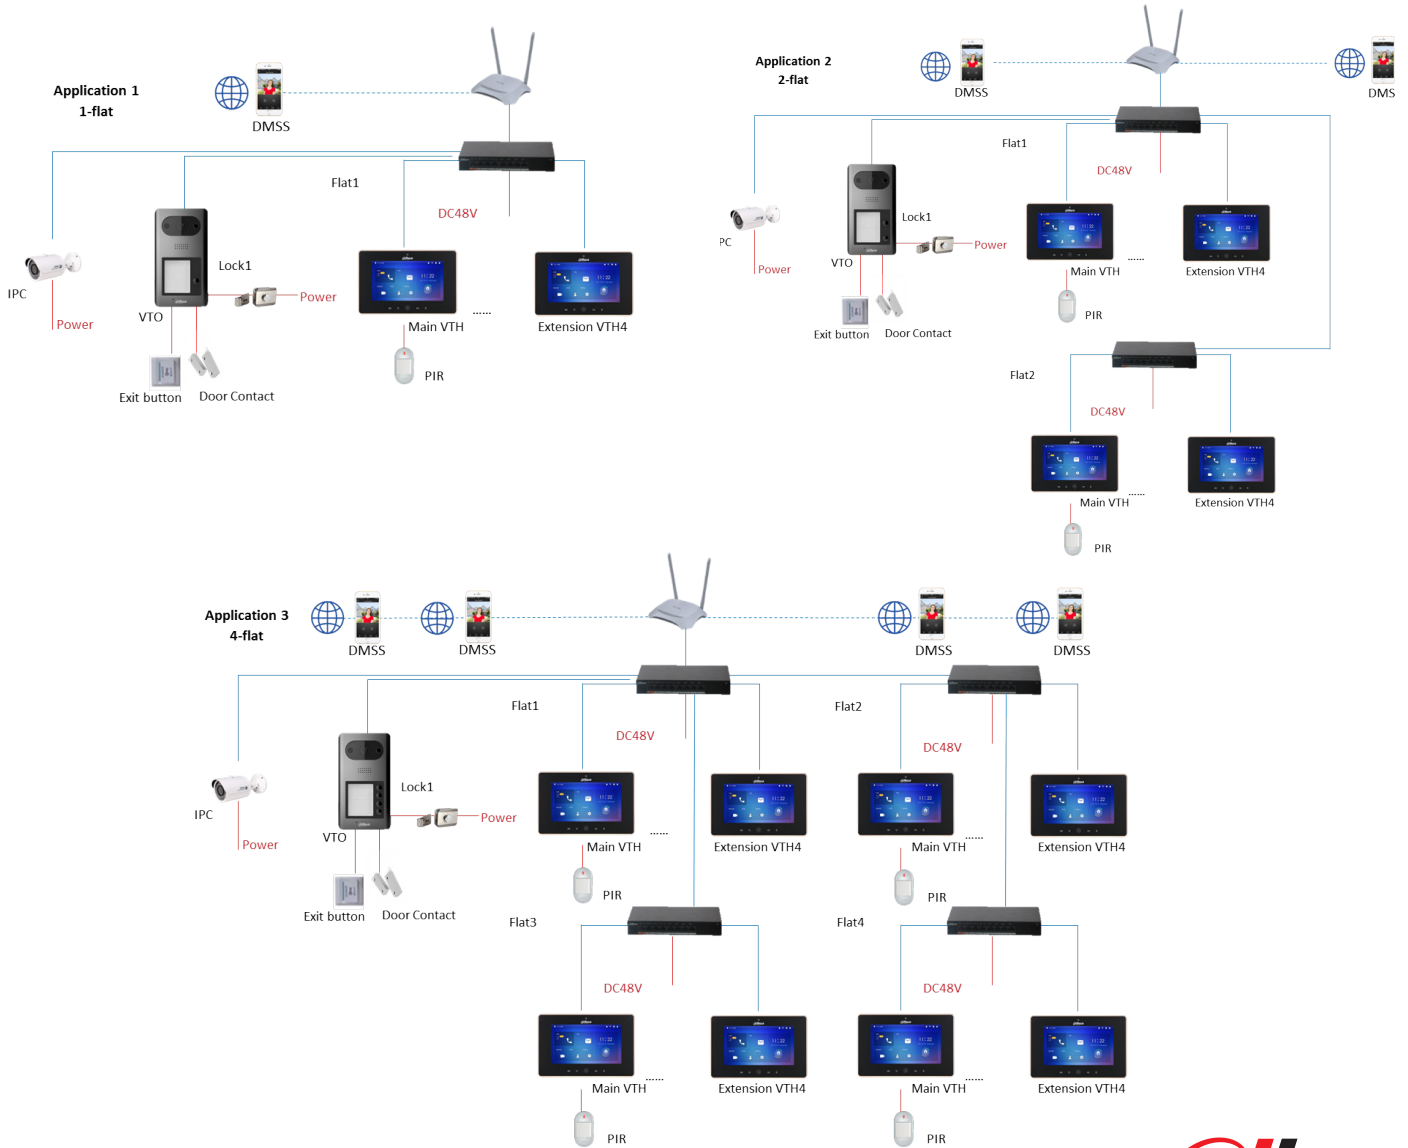 Application 1
1-flat
DMSS
Flat1
DC48V
Lock1
Power
IPC
Power
VTO
Main VTH
......
Extension VTH4
PIR
Exit button
Door Contact
Application 2
2-flat
DMSS
DMS
Flat1
DC48V
Lock1
Power
PC
Power
VTO
Main VTH
......
Extension VTH4
PIR
Exit button
Door Contact
Flat2
DC48V
Main VTH
......
Extension VTH4
PIR
Application 3
4-flat
DMSS
DMSS
DMSS
DMSS
Flat1
DC48V
Flat2
DC48V
Lock1
Power
IPC
Power
VTO
Main VTH
......
Extension VTH4
PIR
Main VTH
......
Extension VTH4
PIR
Exit button
Door Contact
Flat3
DC48V
Flat4
DC48V
Main VTH
......
Extension VTH4
PIR
Main VTH
......
Extension VTH4
PIR